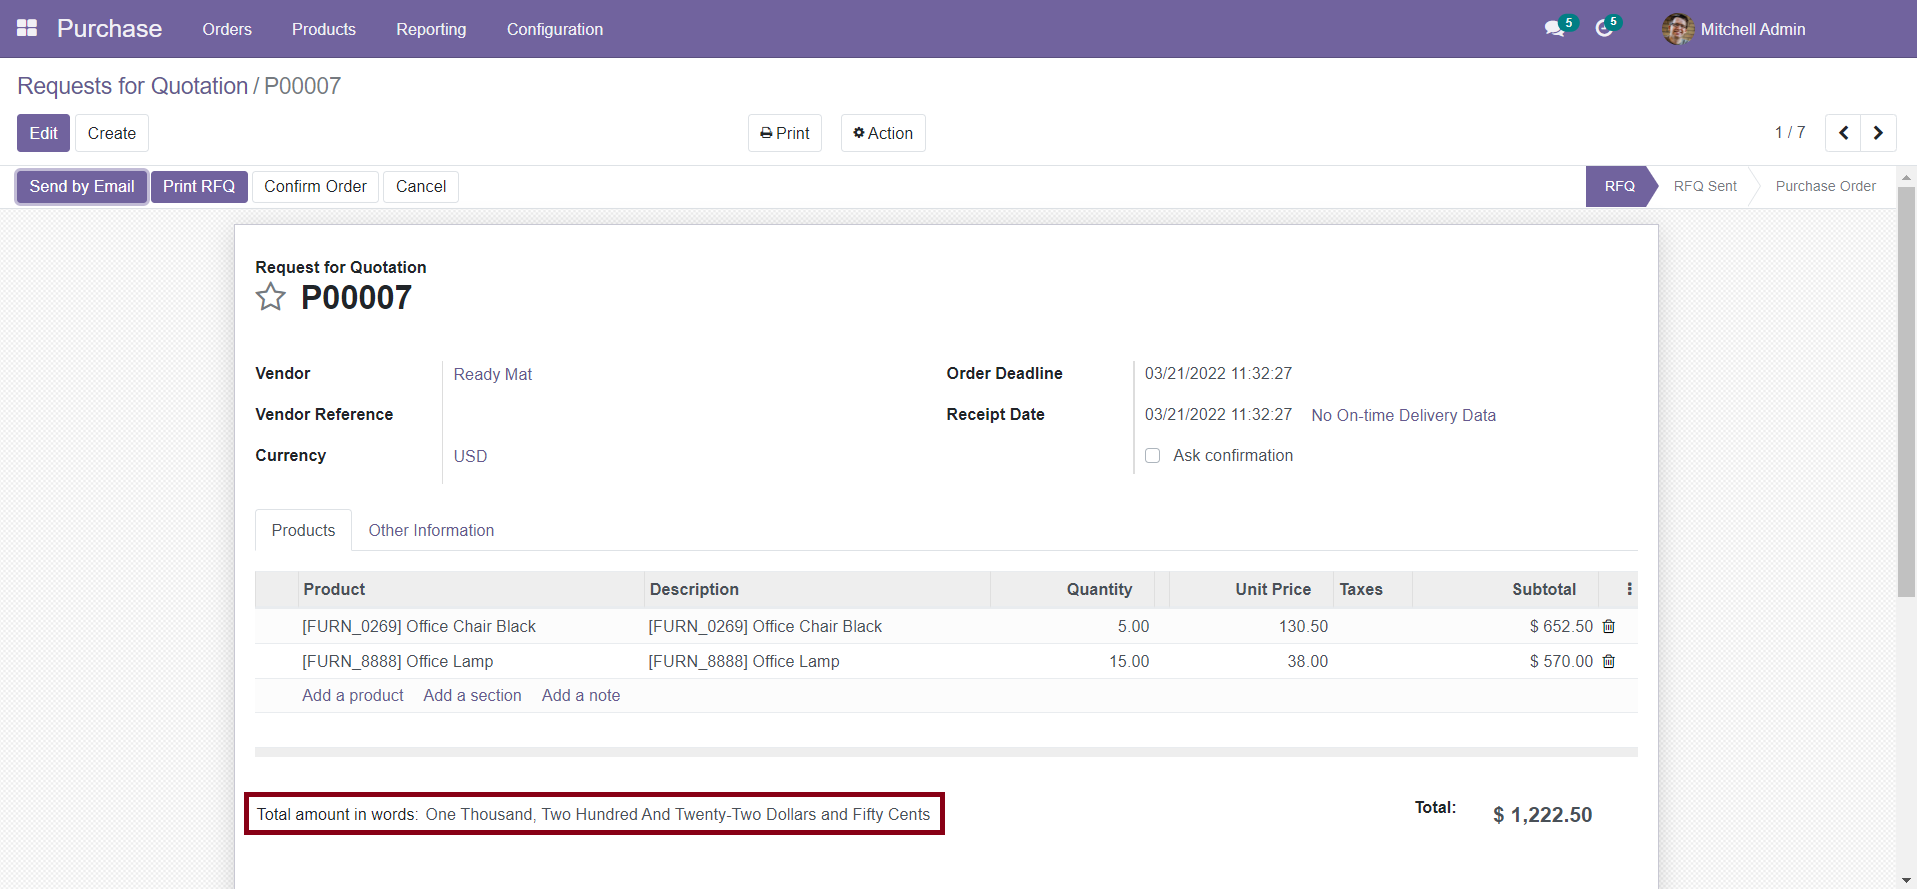 Purchase Orders Products Reporting Configuration 5 5 Mitchell Admin
Requests for Quotation / P00007
Edit Create Print Action 1 / 7
Send by Email Print RFQ Confirm Order Cancel RFQ RFQ Sent Purchase Order
Request for Quotation
P00007
Vendor Ready Mat Order Deadline 03/21/2022 11:32:27
Vendor Reference Receipt Date 03/21/2022 11:32:27 No On-time Delivery Data
Currency USD Ask confirmation
Products Other Information
Product Description Quantity Unit Price Taxes Subtotal
[FURN_0269] Office Chair Black [FURN_0269] Office Chair Black 5.00 130.50 $ 652.50
[FURN_8888] Office Lamp [FURN_8888] Office Lamp 15.00 38.00 $ 570.00
Add a product Add a section Add a note
Total amount in words: One Thousand, Two Hundred And Twenty-Two Dollars and Fifty Cents Total: $ 1,222.50